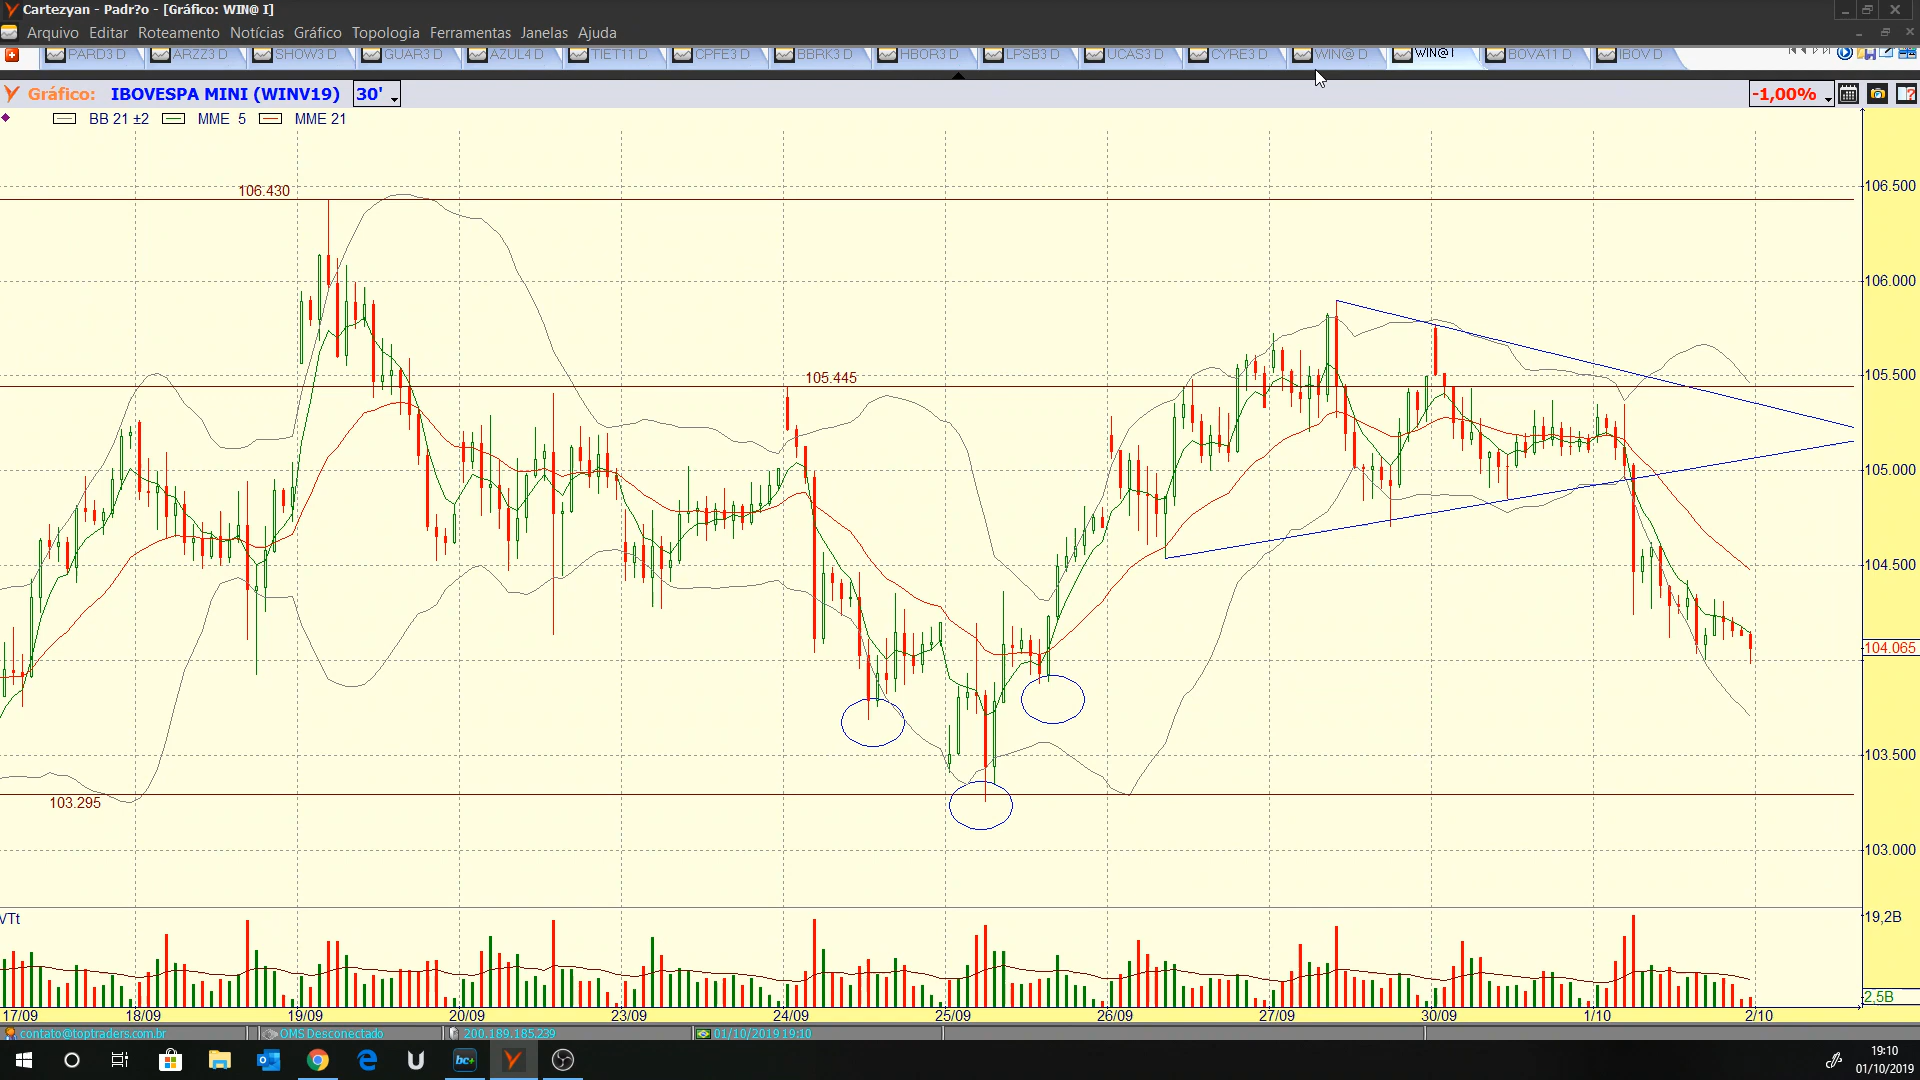 Cartezyan - Padr?o - [Gráfico: WIN@ I]
Arquivo Editar Roteamento Notícias Gráfico Topologia Ferramentas Janelas Ajuda
PARD3 D ARZZ3 D SHOW3 D GUAR3 D AZUL4 D TIET11 D CPFE3 D BBRK3 D HBOR3 D LPSB3 D UCAS3 D CYRE3 D WIN@ D WIN@ I BOVA11 D IBOV D
Gráfico: IBOVESPA MINI (WINV19) 30' -1,00%
BB 21 ±2 MME 5 MME 21
106.430
106.500
106.000
105.445
105.500
105.000
104.500
104.065
103.500
103.295
103.000
VTt
19,2B
2,5B
17/09 18/09 19/09 20/09 23/09 24/09 25/09 26/09 27/09 30/09 1/10 2/10
contato@toptraders.com.br OMS Desconectado 200.189.185.239 01/10/2019 19:10
bc+
19:10
01/10/2019